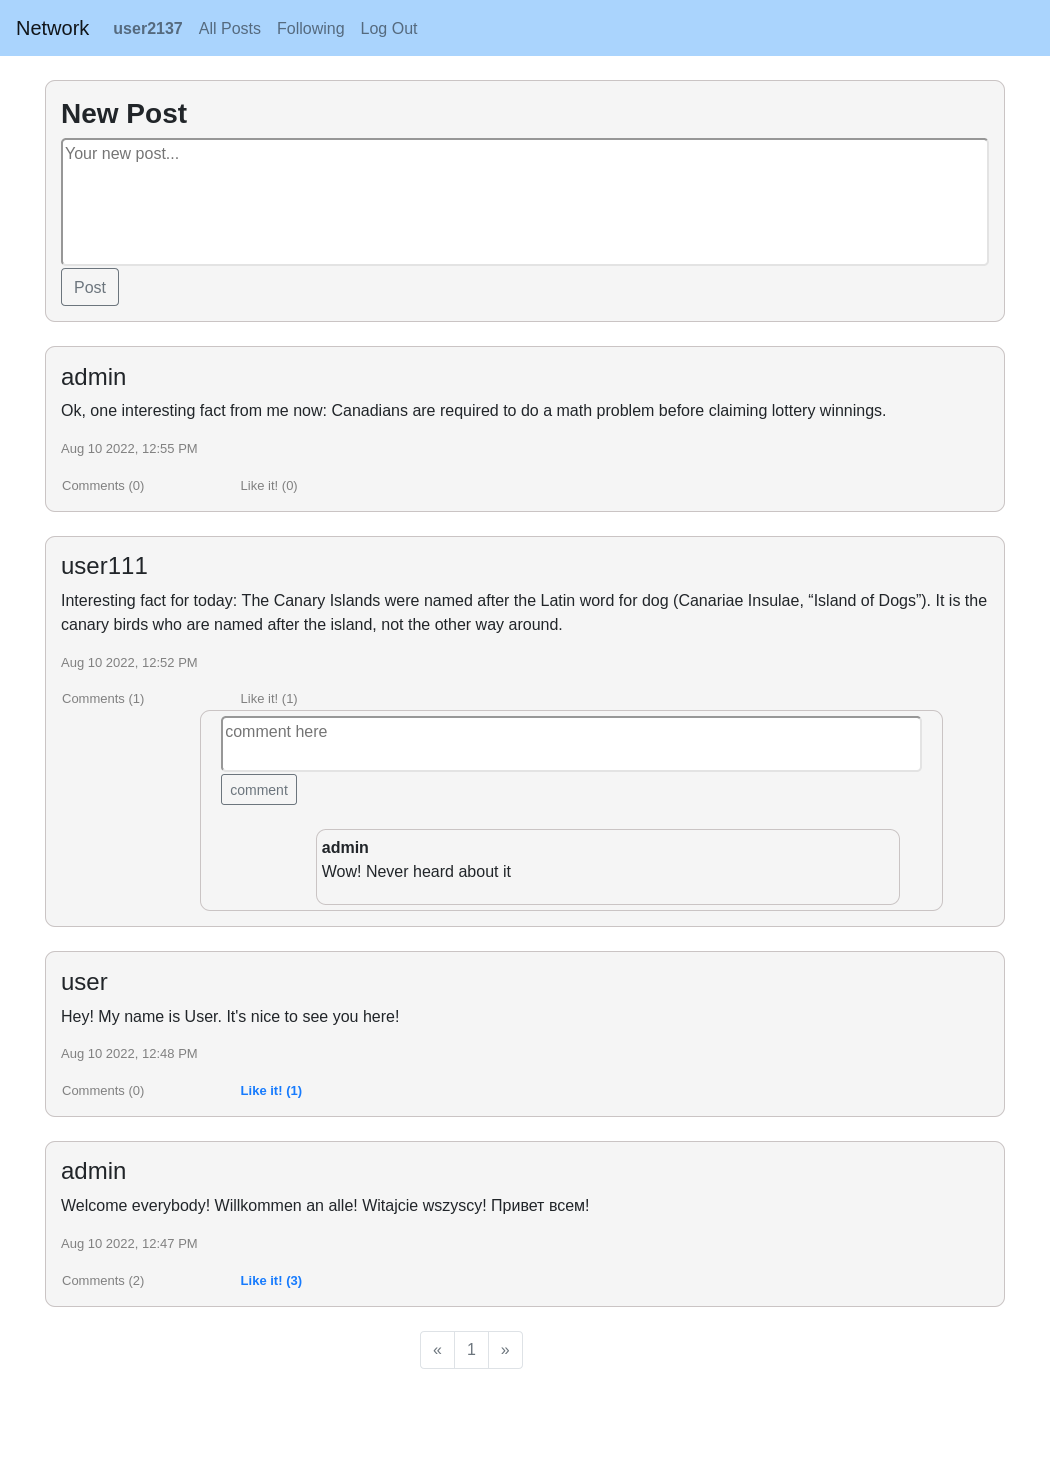 Network user2137 All Posts Following Log Out
New Post
Your new post...
Post
admin
Ok, one interesting fact from me now: Canadians are required to do a math problem before claiming lottery winnings.
Aug 10 2022, 12:55 PM
Comments (0) Like it! (0)
user111
Interesting fact for today: The Canary Islands were named after the Latin word for dog (Canariae Insulae, “Island of Dogs”). It is the
canary birds who are named after the island, not the other way around.
Aug 10 2022, 12:52 PM
Comments (1) Like it! (1)
comment here
comment
admin
Wow! Never heard about it
user
Hey! My name is User. It's nice to see you here!
Aug 10 2022, 12:48 PM
Comments (0) Like it! (1)
admin
Welcome everybody! Willkommen an alle! Witajcie wszyscy! Привет всем!
Aug 10 2022, 12:47 PM
Comments (2) Like it! (3)
« 1 »